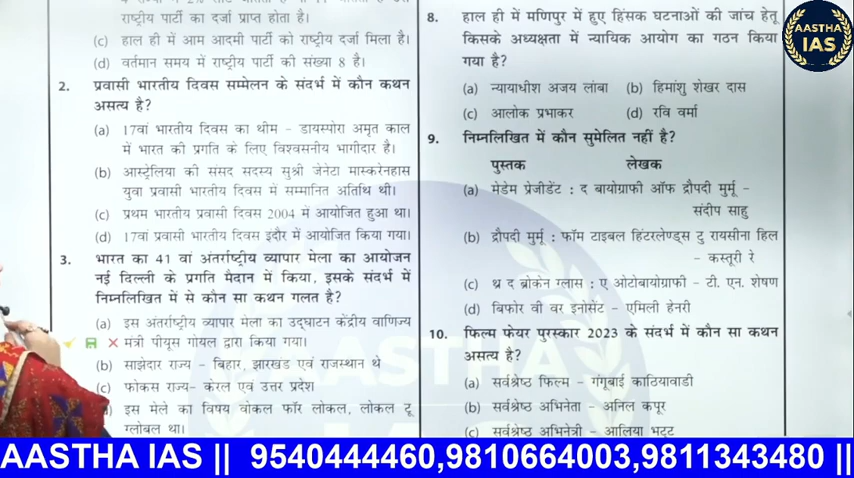 राष्ट्रीय पार्टी का दर्जा प्राप्त होता है।
(c) हाल ही में आम आदमी पार्टी को राष्ट्रीय दर्जा मिला है।
(d) वर्तमान समय में राष्ट्रीय पार्टी की संख्या 8 है।
2. प्रवासी भारतीय दिवस सम्मेलन के संदर्भ में कौन कथन
असत्य है?
(a) 17वां भारतीय दिवस का थीम – डायस्पोरा अमृत काल
में भारत की प्रगति के लिए विश्वसनीय भागीदार है।
(b) आस्ट्रेलिया की संसद सदस्य सुश्री जेनेटा मास्करेनहास
युवा प्रवासी भारतीय दिवस में सम्मानित अतिथि थी।
(c) प्रथम भारतीय प्रवासी दिवस 2004 में आयोजित हुआ था।
(d) 17वां प्रवासी भारतीय दिवस इंदौर में आयोजित किया गया।
3. भारत का 41 वां अंतर्राष्ट्रीय व्यापार मेला का आयोजन
नई दिल्ली के प्रगति मैदान में किया, इसके संदर्भ में
निम्नलिखित में से कौन सा कथन गलत है?
(a) इस अंतर्राष्ट्रीय व्यापार मेला का उद्घाटन केंद्रीय वाणिज्य
मंत्री पीयूस गोयल द्वारा किया गया।
(b) साझेदार राज्य – बिहार, झारखंड एवं राजस्थान थे
(c) फोकस राज्य– केरल एवं उत्तर प्रदेश
इस मेले का विषय वोकल फॉर लोकल, लोकल टू
ग्लोबल था।
8. हाल ही में मणिपुर में हुए हिंसक घटनाओं की जांच हेतू
किसके अध्यक्षता में न्यायिक आयोग का गठन किया
गया है?
(a) न्यायाधीश अजय लांबा (b) हिमांशु शेखर दास
(c) आलोक प्रभाकर (d) रवि वर्मा
9. निम्नलिखित में कौन सुमेलित नहीं है?
पुस्तक लेखक
(a) मेडेम प्रेजीडेंट : द बायोग्राफी ऑफ द्रौपदी मुर्मू –
संदीप साहु
(b) द्रौपदी मुर्मू : फॉम टाइबल हिंटरलेण्ड्स टु रायसीना हिल
– कस्तूरी रे
(c) थ्र द ब्रोकेन ग्लास : ए ओटोबायोग्राफी – टी. एन. शेषण
(d) बिफोर वी वर इनोसेंट – एमिली हेनरी
10. फिल्म फेयर पुरस्कार 2023 के संदर्भ में कौन सा कथन
असत्य है?
(a) सर्वश्रेष्ठ फिल्म – गंगूबाई काठियावाडी
(b) सर्वश्रेष्ठ अभिनेता – अनिल कपूर
(c) सर्वश्रेष्ठ अभिनेत्री – आलिया भट्ट
AASTHA
IAS
AASTHA
AASTHA IAS || 9540444460,9810664003,9811343480 ||